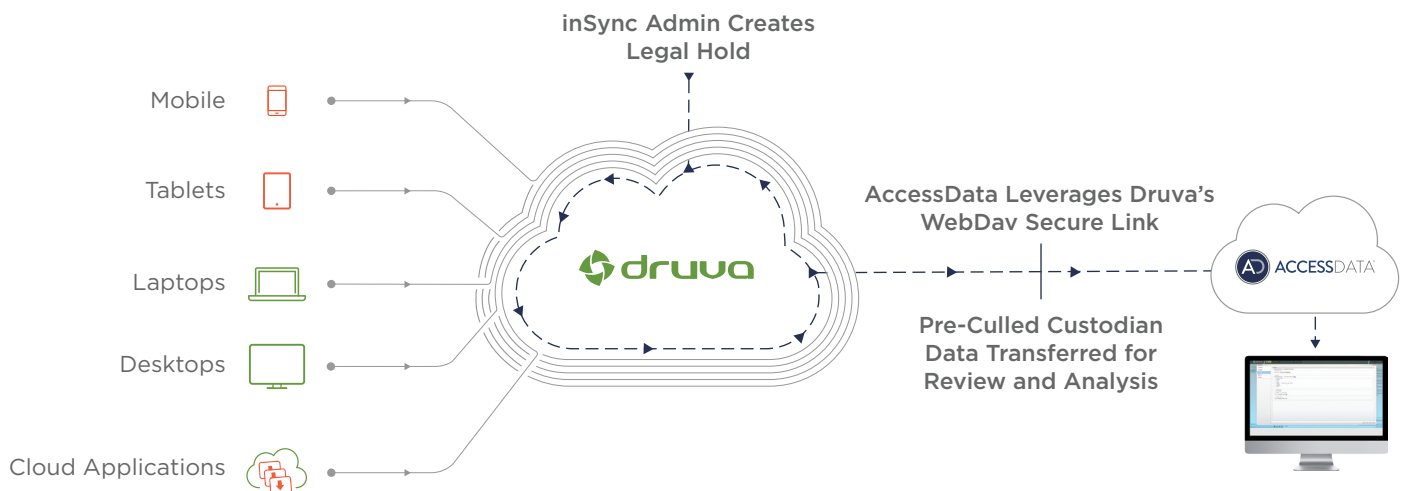 inSync Admin Creates
Legal Hold
Mobile
Tablets
Laptops
Desktops
Cloud Applications
druva
AccessData Leverages Druva’s
WebDav Secure Link
Pre-Culled Custodian
Data Transferred for
Review and Analysis
AD ACCESSDATA